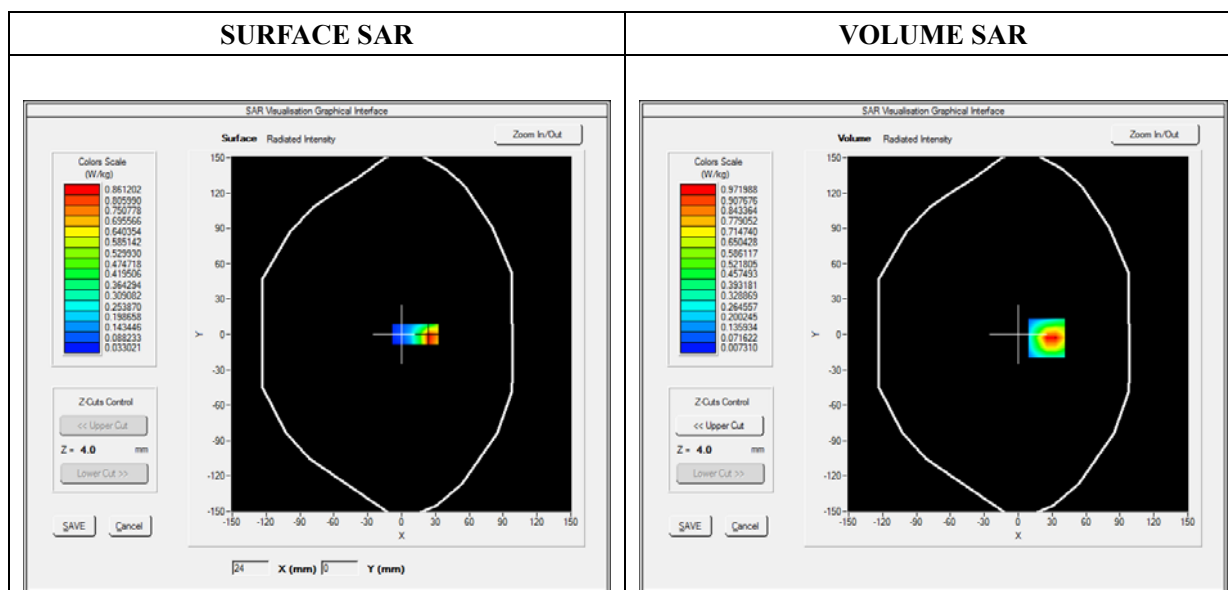 SURFACE SAR
SAR Visualisation Graphical Interface
Surface Radiated Intensity
Zoom In/Out
Colors Scale
(W/kg)
0.861202
0.805990
0.750778
0.695566
0.640354
0.585142
0.529930
0.474718
0.419506
0.364294
0.309082
0.253870
0.198658
0.143446
0.088233
0.033021
Z-Cuts Control
<< Upper Cut
Z = 4.0 mm
Lower Cut >>
SAVE Cancel
150
120
90
60
30
0
-30
-60
-90
-120
-150
Y
-150 -120 -90 -60 -30 0 30 60 90 120 150
X
24 X (mm) 0 Y (mm)
VOLUME SAR
SAR Visualisation Graphical Interface
Volume Radiated Intensity
Zoom In/Out
Colors Scale
(W/kg)
0.971988
0.907676
0.843364
0.779052
0.714740
0.650428
0.586117
0.521805
0.457493
0.393181
0.328869
0.264557
0.200245
0.135934
0.071622
0.007310
Z-Cuts Control
<< Upper Cut
Z = 4.0 mm
Lower Cut >>
SAVE Cancel
150
120
90
60
30
0
-30
-60
-90
-120
-150
Y
-150 -120 -90 -60 -30 0 30 60 90 120 150
X